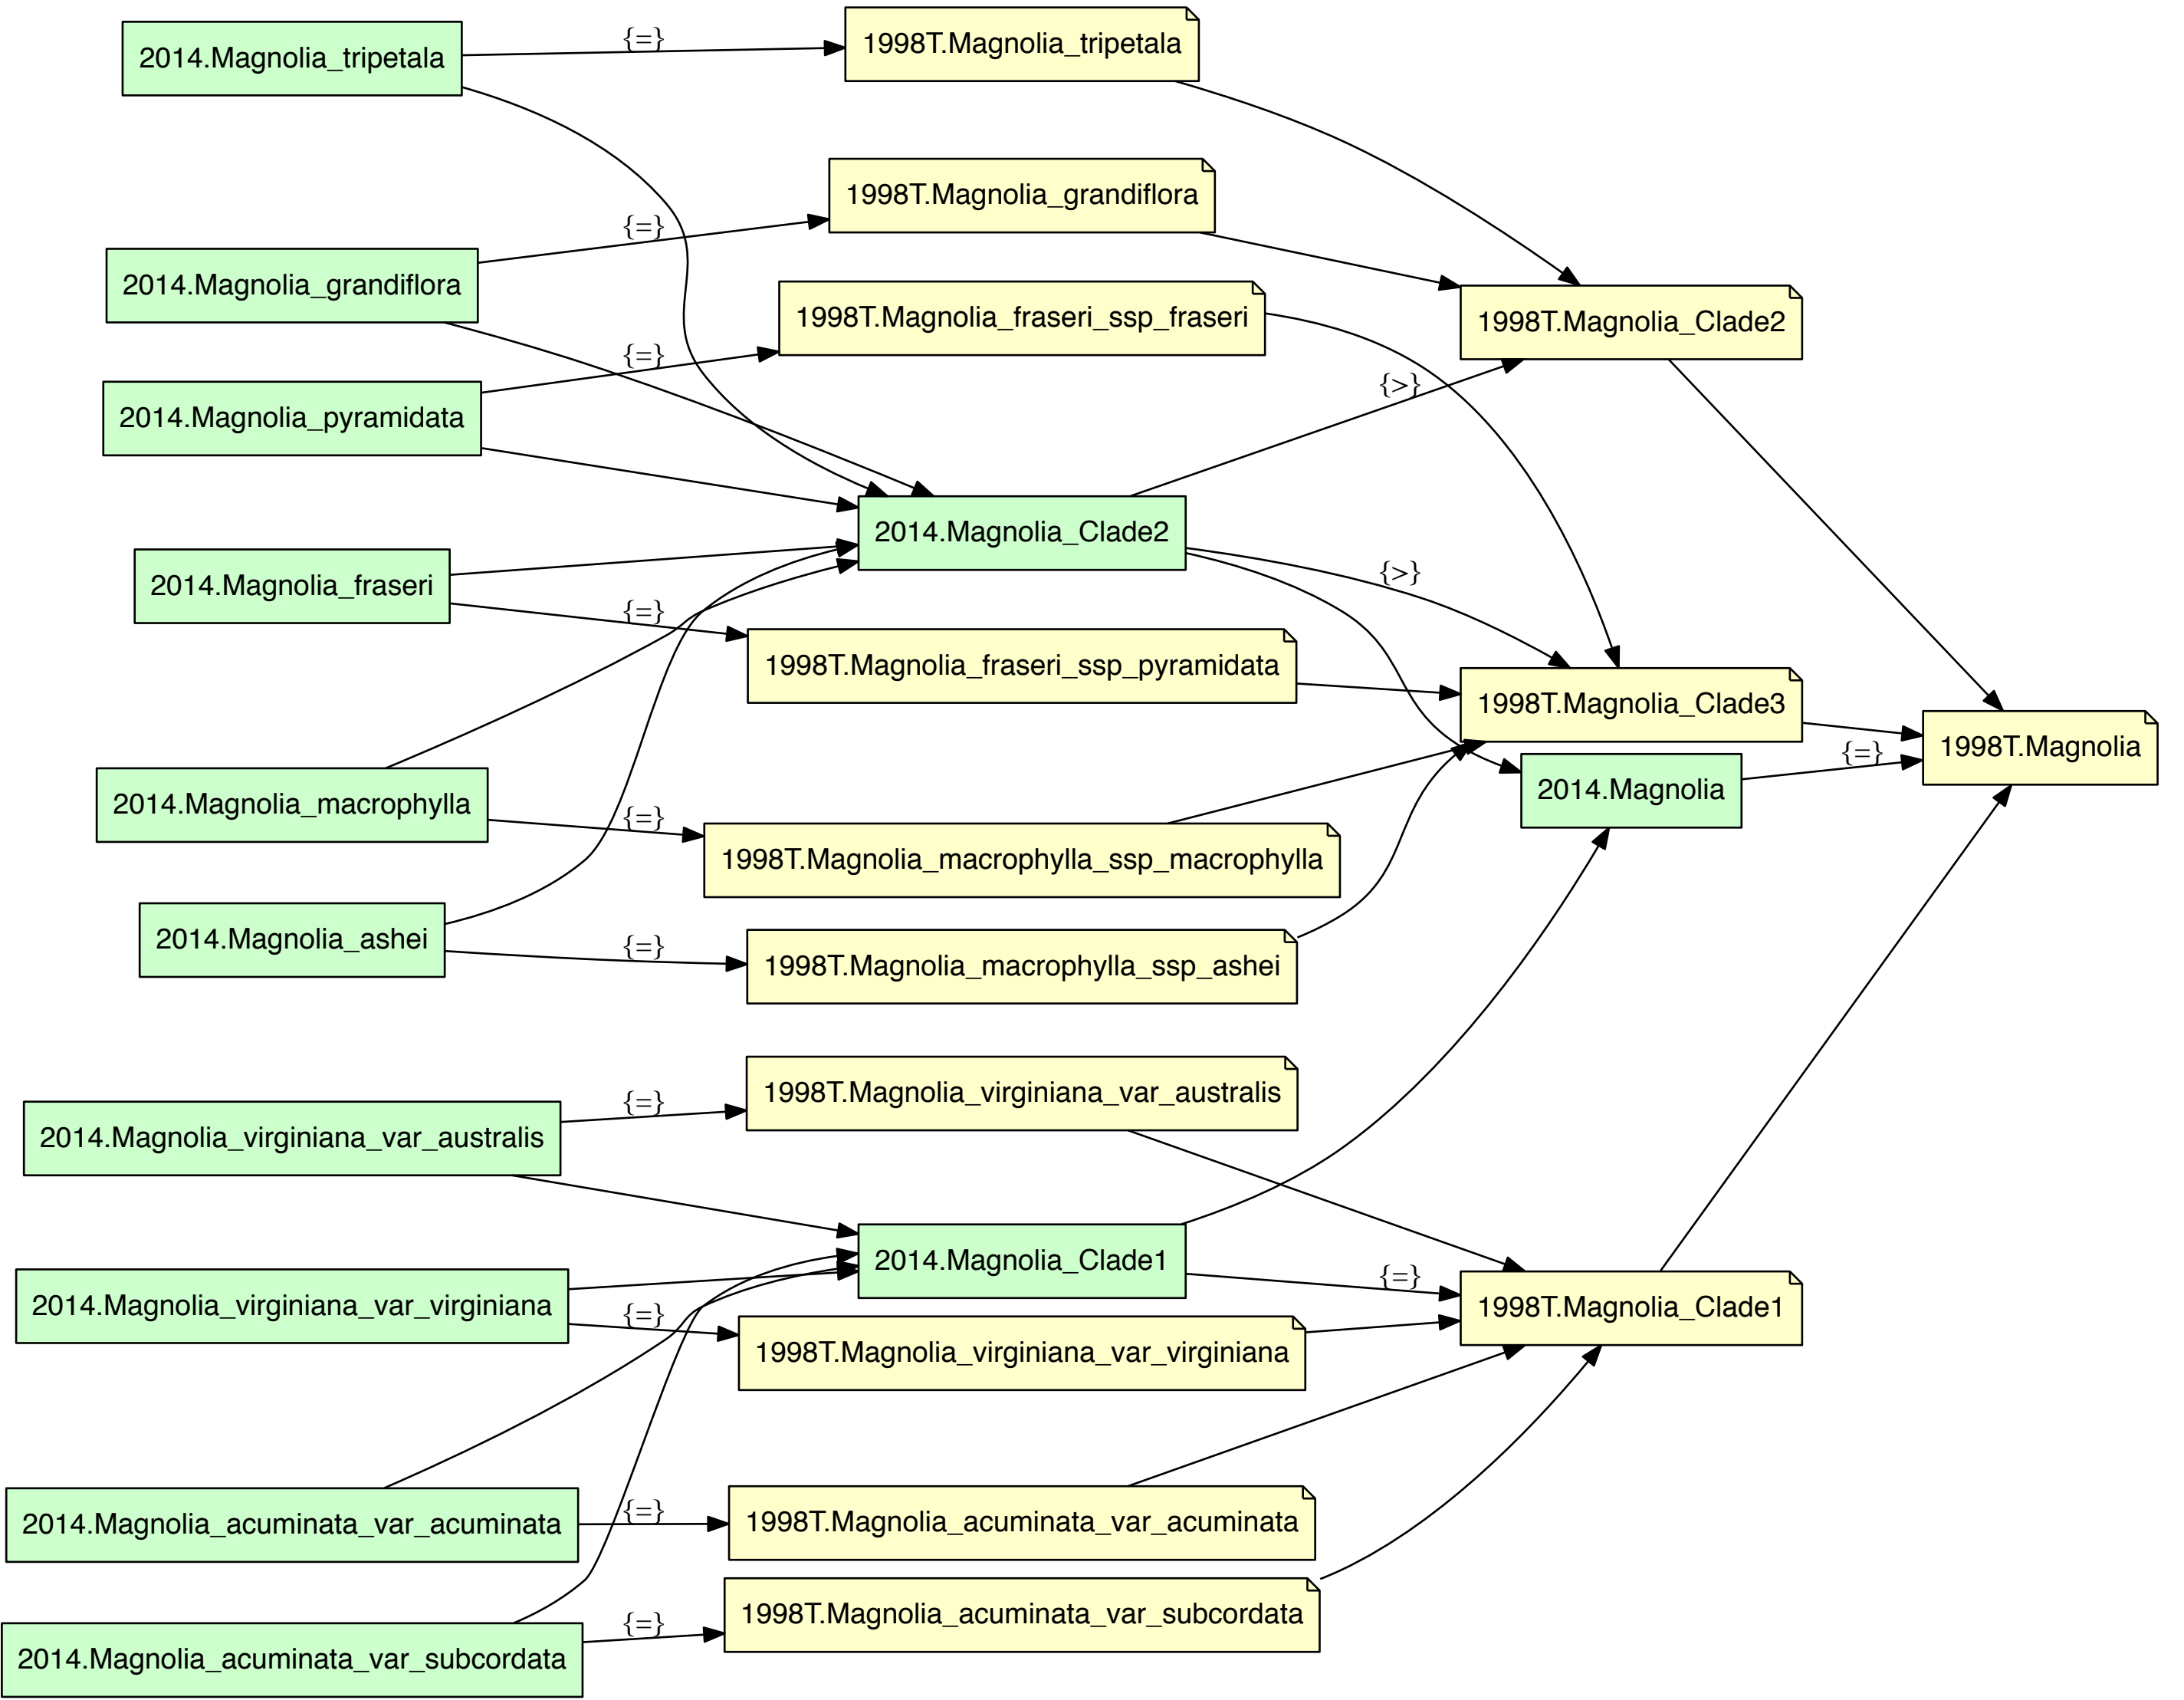 2014.Magnolia_tripetala
{=}
1998T.Magnolia_tripetala
1998T.Magnolia_grandiflora
{=}
2014.Magnolia_grandiflora
1998T.Magnolia_fraseri_ssp_fraseri
1998T.Magnolia_Clade2
{=}
{>}
2014.Magnolia_pyramidata
2014.Magnolia_Clade2
{>}
2014.Magnolia_fraseri
{=}
1998T.Magnolia_fraseri_ssp_pyramidata
1998T.Magnolia_Clade3
1998T.Magnolia
{=}
2014.Magnolia
2014.Magnolia_macrophylla
{=}
1998T.Magnolia_macrophylla_ssp_macrophylla
2014.Magnolia_ashei
{=}
1998T.Magnolia_macrophylla_ssp_ashei
1998T.Magnolia_virginiana_var_australis
{=}
2014.Magnolia_virginiana_var_australis
2014.Magnolia_Clade1
{=}
2014.Magnolia_virginiana_var_virginiana
1998T.Magnolia_Clade1
{=}
1998T.Magnolia_virginiana_var_virginiana
2014.Magnolia_acuminata_var_acuminata
{=}
1998T.Magnolia_acuminata_var_acuminata
1998T.Magnolia_acuminata_var_subcordata
{=}
2014.Magnolia_acuminata_var_subcordata